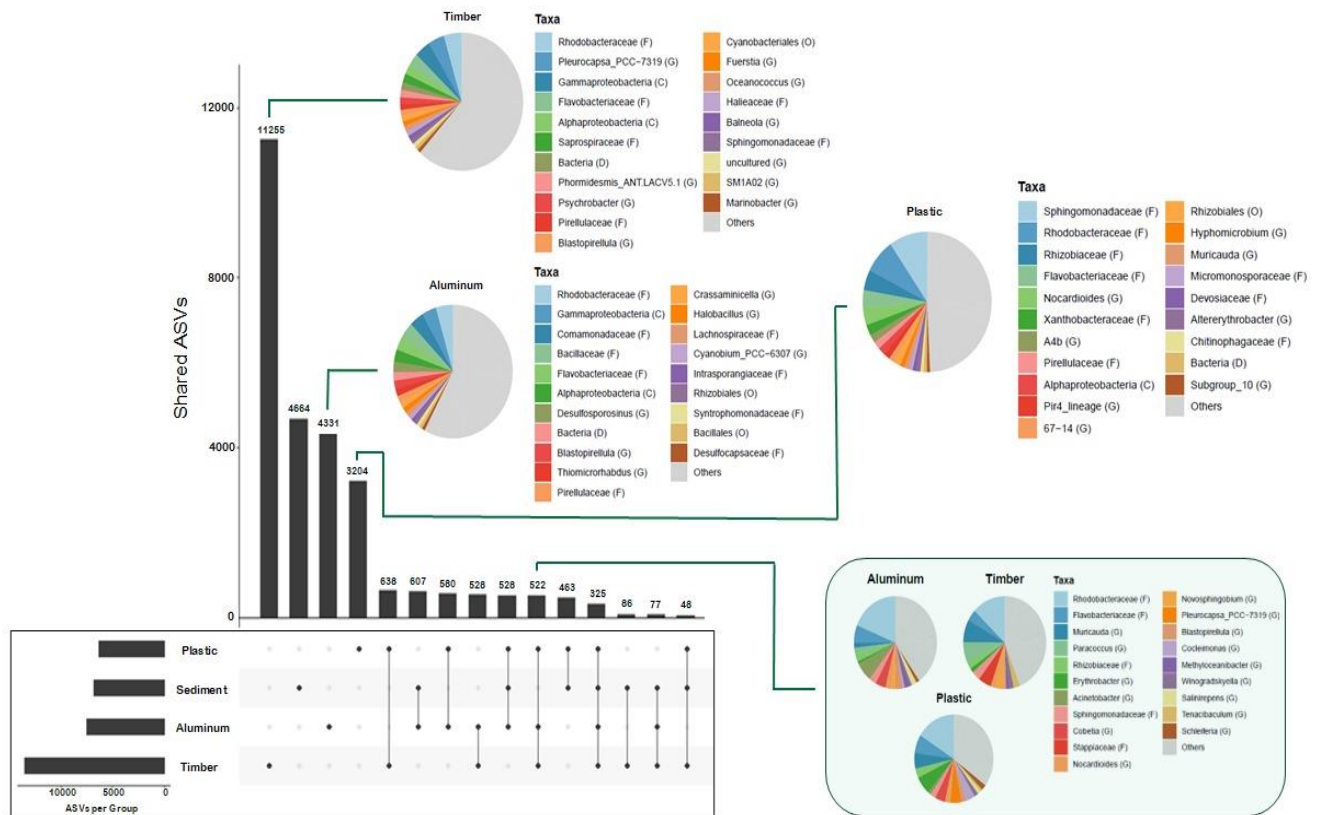 Timber
Taxa
Rhodobacteraceae (F)
Pleurocapsa_PCC-7319 (G)
Gammaproteobacteria (C)
Flavobacteriaceae (F)
Alphaproteobacteria (C)
Saprospiraceae (F)
Bacteria (D)
Phormidesmis_ANT.LACV5.1 (G)
Psychrobacter (G)
Pirellulaceae (F)
Blastopirellula (G)
Cyanobacteriales (O)
Fuerstia (G)
Oceanococcus (G)
Halieaceae (F)
Balneola (G)
Sphingomonadaceae (F)
uncultured (G)
SM1A02 (G)
Marinobacter (G)
Others
Aluminum
Taxa
Rhodobacteraceae (F)
Gammaproteobacteria (C)
Comamonadaceae (F)
Bacillaceae (F)
Flavobacteriaceae (F)
Alphaproteobacteria (C)
Desulfosporosinus (G)
Bacteria (D)
Blastopirellula (G)
Thiomicrorhabdus (G)
Pirellulaceae (F)
Crassaminicella (G)
Halobacillus (G)
Lachnospiraceae (F)
Cyanobium_PCC-6307 (G)
Intrasporangiaceae (F)
Rhizobiales (O)
Syntrophomonadaceae (F)
Bacillales (O)
Desulfocapsaceae (F)
Others
Plastic
Taxa
Sphingomonadaceae (F)
Rhodobacteraceae (F)
Rhizobiaceae (F)
Flavobacteriaceae (F)
Nocardioides (G)
Xanthobacteraceae (F)
A4b (G)
Pirellulaceae (F)
Alphaproteobacteria (C)
Pir4_lineage (G)
67-14 (G)
Rhizobiales (O)
Hyphomicrobium (G)
Muricauda (G)
Micromonosporaceae (F)
Devosiaceae (F)
Altererythrobacter (G)
Chitinophagaceae (F)
Bacteria (D)
Subgroup_10 (G)
Others
Shared ASVs
12000
8000
4000
0
11255
4664
4331
3204
638
607
580
528
528
522
463
325
86
77
48
Plastic
Sediment
Aluminum
Timber
10000 5000 0
ASVs per Group
Aluminum
Timber
Plastic
Taxa
Rhodobacteraceae (F)
Flavobacteriaceae (F)
Muricauda (G)
Paracoccus (G)
Rhizobiaceae (F)
Erythrobacter (G)
Acinetobacter (G)
Sphingomonadaceae (F)
Cobetia (G)
Stappiaceae (F)
Nocardioides (G)
Novosphingobium (G)
Pleurocapsa_PCC-7319 (G)
Blastopirellula (G)
Cocleimonas (G)
Methyloceanibacter (G)
Winogradskyella (G)
Salinirepens (G)
Tenacibaculum (G)
Schleiferia (G)
Others